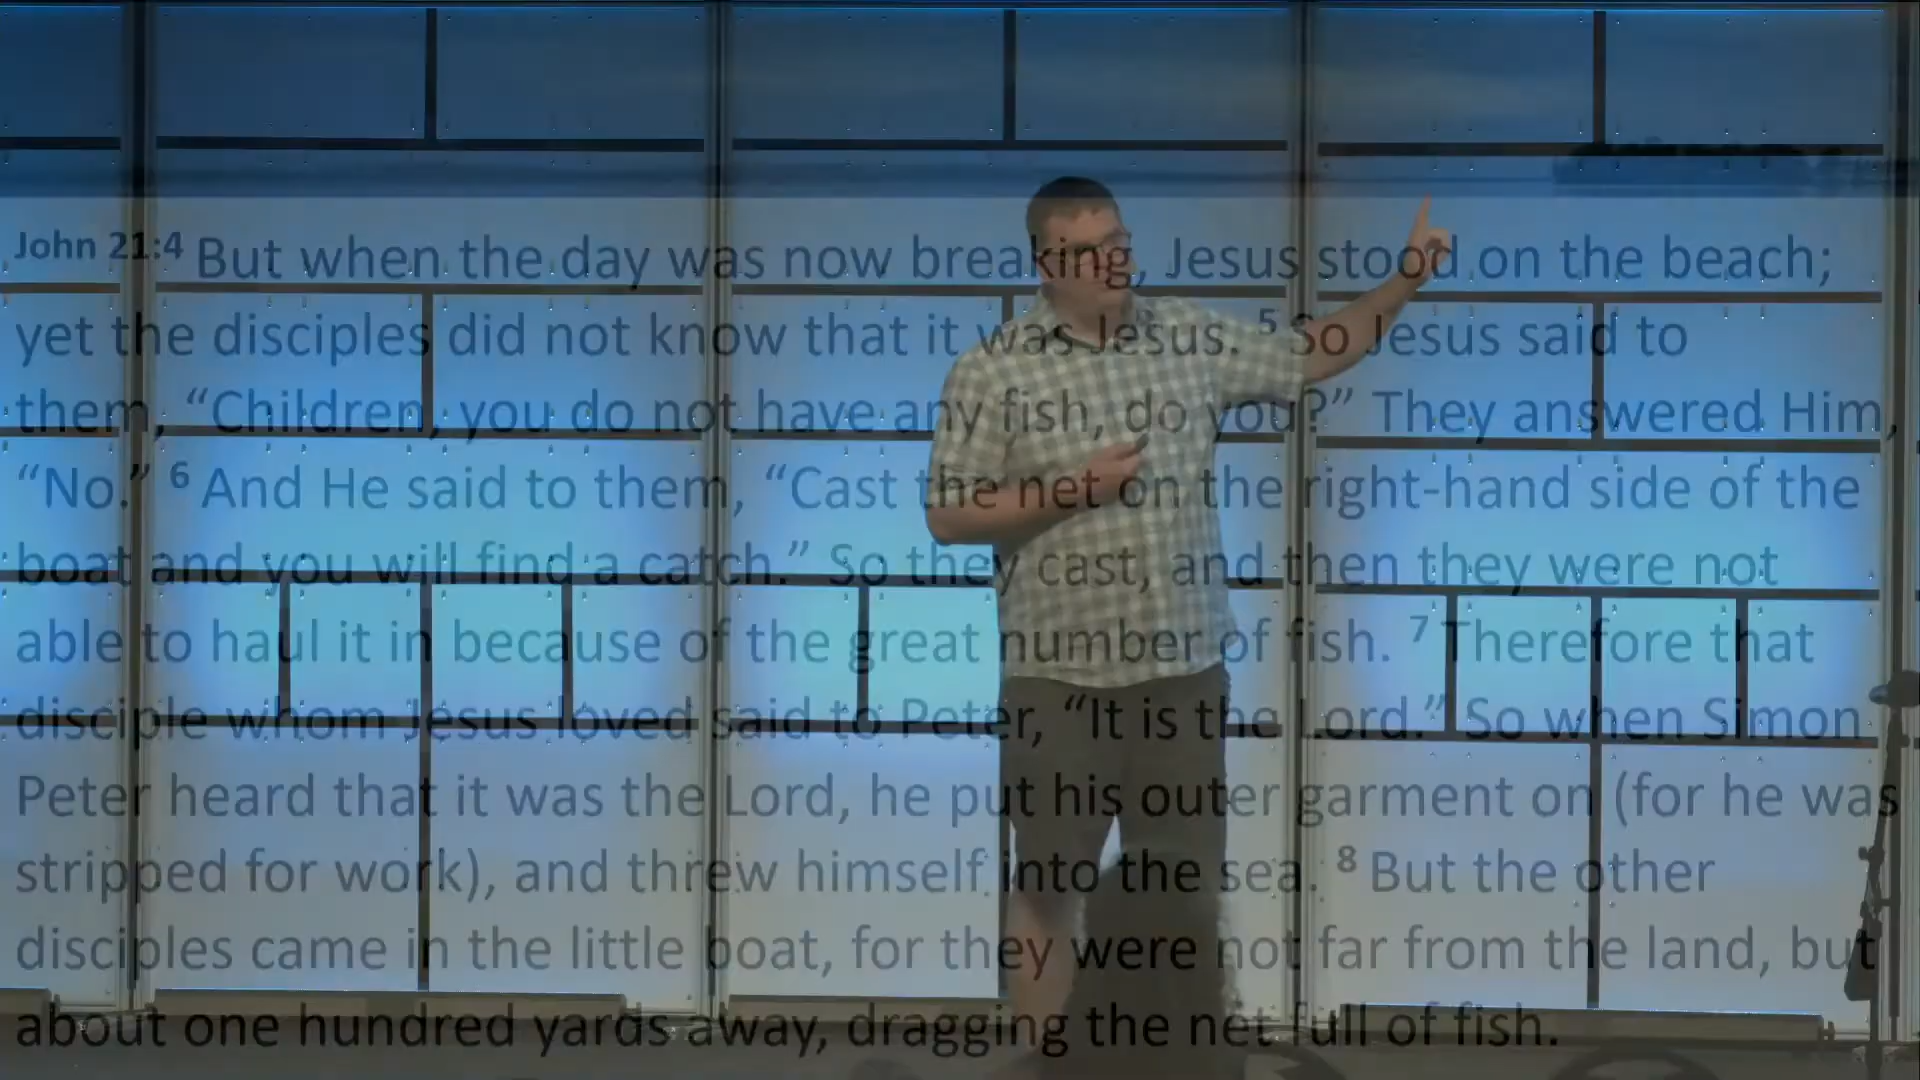 John 21:4 But when the day was now breaking, Jesus stood on the beach;
yet the disciples did not know that it was Jesus. 5 So Jesus said to
them, “Children, you do not have any fish, do you?” They answered Him,
“No.” 6 And He said to them, “Cast the net on the right-hand side of the
boat and you will find a catch.” So they cast, and then they were not
able to haul it in because of the great number of fish. 7 Therefore that
disciple whom Jesus loved said to Peter, “It is the Lord.” So when Simon
Peter heard that it was the Lord, he put his outer garment on (for he was
stripped for work), and threw himself into the sea. 8 But the other
disciples came in the little boat, for they were not far from the land, but
about one hundred yards away, dragging the net full of fish.